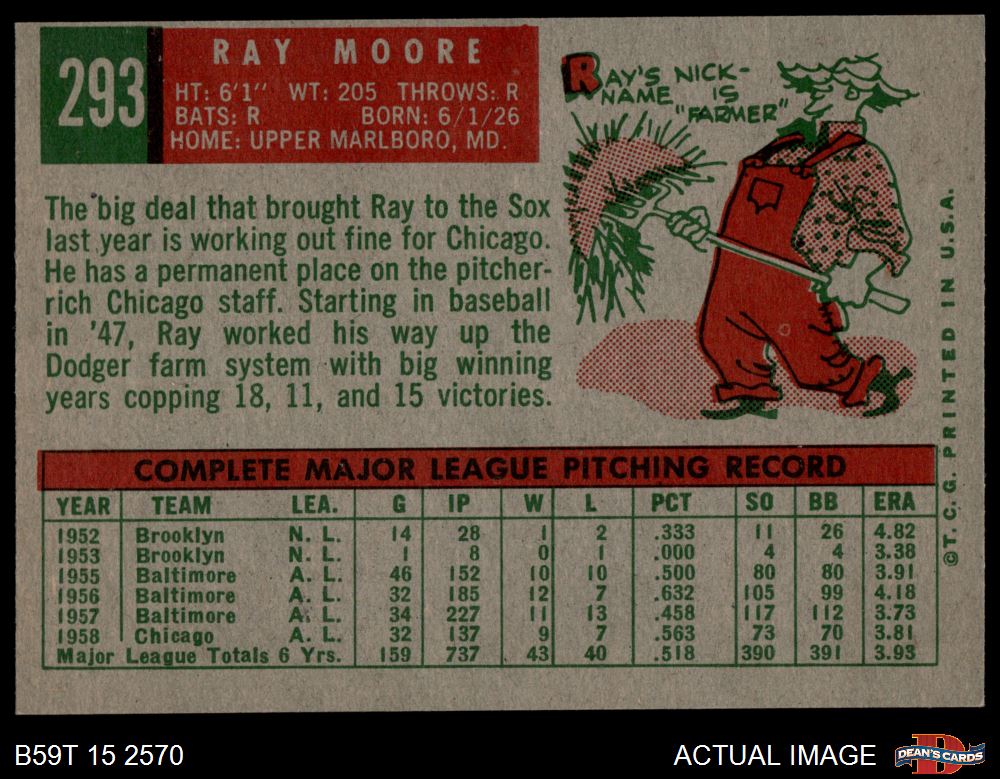 293
RAY MOORE
HT: 6'1" WT: 205 THROWS: R
BATS: R BORN: 6/1/26
HOME: UPPER MARLBORO, MD.
RAY'S NICK-
NAME IS
"FARMER"
The big deal that brought Ray to the Sox
last year is working out fine for Chicago.
He has a permanent place on the pitcher-
rich Chicago staff. Starting in baseball
in '47, Ray worked his way up the
Dodger farm system with big winning
years copping 18, 11, and 15 victories.
COMPLETE MAJOR LEAGUE PITCHING RECORD
YEAR TEAM LEA. G IP W L PCT SO BB ERA
1952 Brooklyn N. L. 14 28 1 2 .333 11 26 4.82
1953 Brooklyn N. L. 1 8 0 1 .000 4 4 3.38
1955 Baltimore A. L. 46 152 10 10 .500 80 80 3.91
1956 Baltimore A. L. 32 185 12 7 .632 105 99 4.18
1957 Baltimore A. L. 34 227 11 13 .458 117 112 3.73
1958 Chicago A. L. 32 137 9 7 .563 73 70 3.81
Major League Totals 6 Yrs. 159 737 43 40 .518 390 391 3.93
©T. C. G. PRINTED IN U.S.A.
B59T 15 2570
ACTUAL IMAGE
D
DEAN'S CARDS